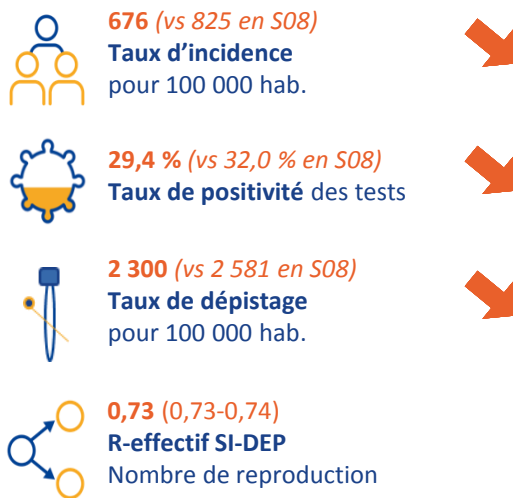 676 (vs 825 en S08)
Taux d’incidence
pour 100 000 hab.
29,4 % (vs 32,0 % en S08)
Taux de positivité des tests
2 300 (vs 2 581 en S08)
Taux de dépistage
pour 100 000 hab.
0,73 (0,73-0,74)
R-effectif SI-DEP
Nombre de reproduction